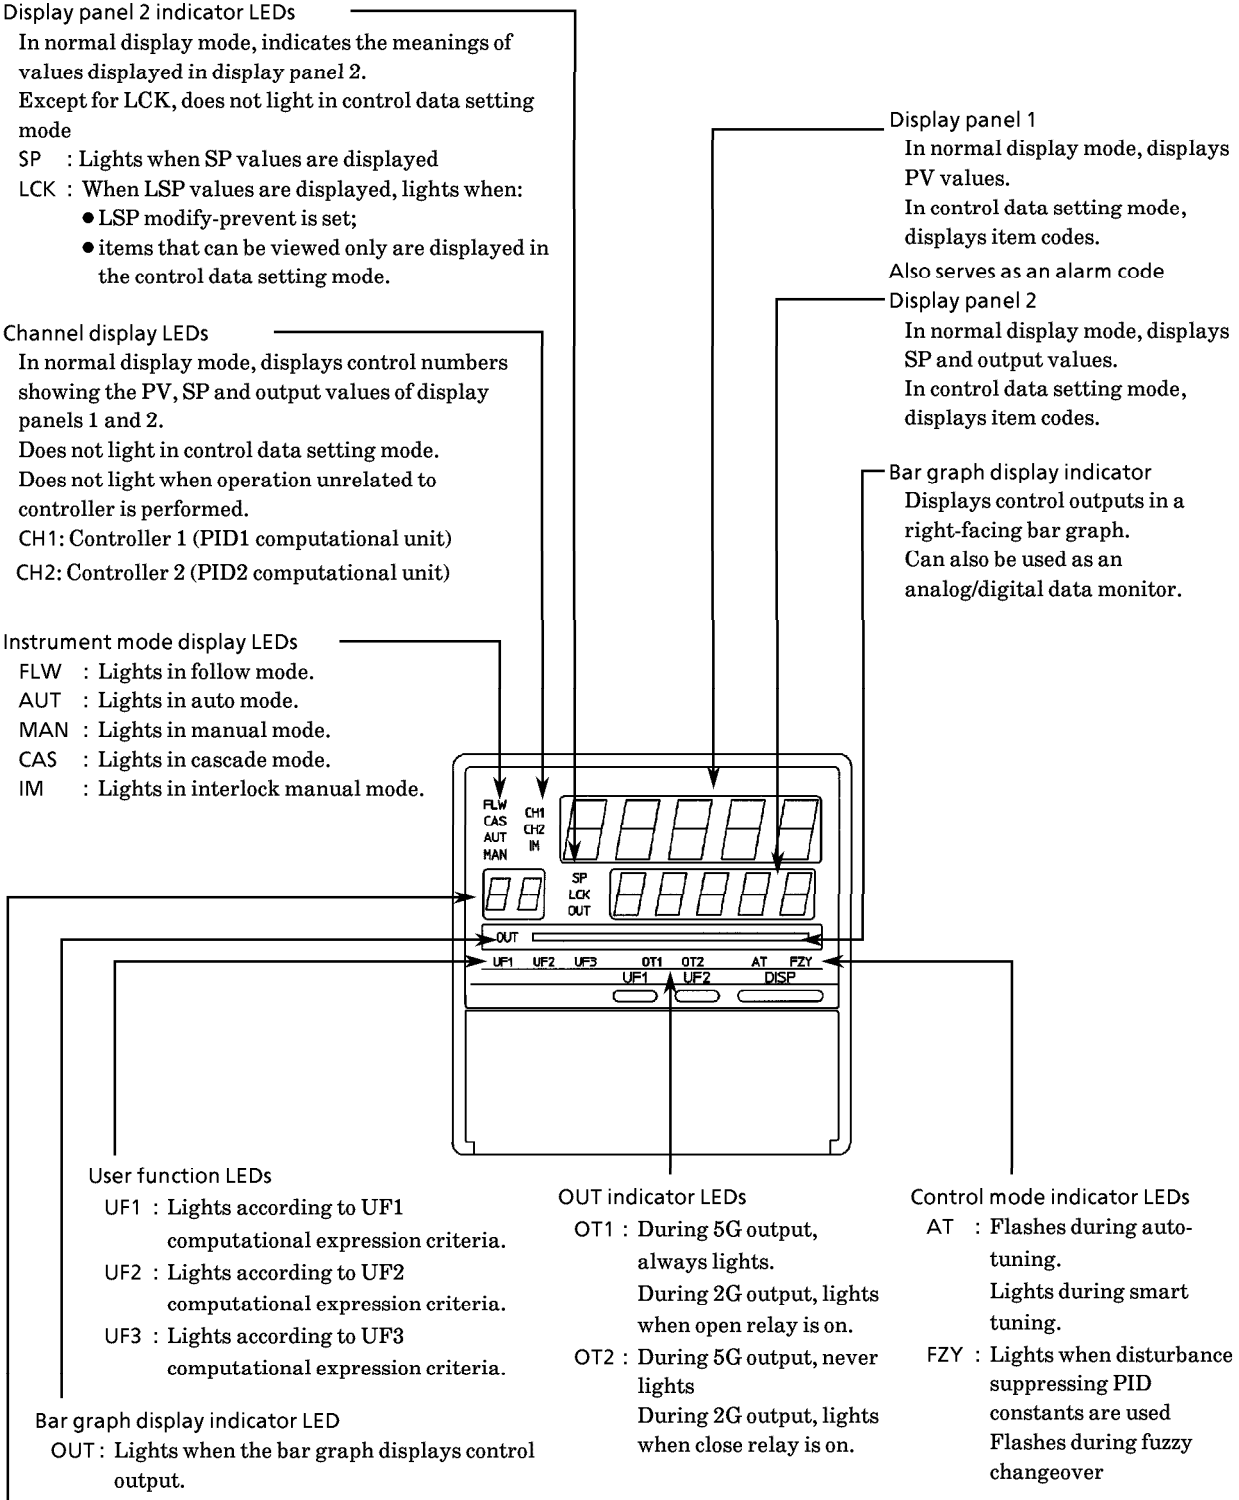 Display panel 2 indicator LEDs
In normal display mode, indicates the meanings of
values displayed in display panel 2.
Except for LCK, does not light in control data setting
mode
SP : Lights when SP values are displayed
LCK : When LSP values are displayed, lights when:
● LSP modify-prevent is set;
● items that can be viewed only are displayed in
the control data setting mode.
Channel display LEDs
In normal display mode, displays control numbers
showing the PV, SP and output values of display
panels 1 and 2.
Does not light in control data setting mode.
Does not light when operation unrelated to
controller is performed.
CH1: Controller 1 (PID1 computational unit)
CH2: Controller 2 (PID2 computational unit)
Instrument mode display LEDs
FLW : Lights in follow mode.
AUT : Lights in auto mode.
MAN : Lights in manual mode.
CAS : Lights in cascade mode.
IM : Lights in interlock manual mode.
Display panel 1
In normal display mode, displays
PV values.
In control data setting mode,
displays item codes.
Also serves as an alarm code
Display panel 2
In normal display mode, displays
SP and output values.
In control data setting mode,
displays item codes.
Bar graph display indicator
Displays control outputs in a
right-facing bar graph.
Can also be used as an
analog/digital data monitor.
FLW
CAS
AUT
MAN
CH1
CH2
IM
SP
LCK
OUT
OUT
UF1 UF2 UF3 OT1 OT2 AT FZY
UF1 UF2 DISP
User function LEDs
UF1 : Lights according to UF1
computational expression criteria.
UF2 : Lights according to UF2
computational expression criteria.
UF3 : Lights according to UF3
computational expression criteria.
Bar graph display indicator LED
OUT : Lights when the bar graph displays control
output.
OUT indicator LEDs
OT1 : During 5G output,
always lights.
During 2G output, lights
when open relay is on.
OT2 : During 5G output, never
lights
During 2G output, lights
when close relay is on.
Control mode indicator LEDs
AT : Flashes during auto-
tuning.
Lights during smart
tuning.
FZY : Lights when disturbance
suppressing PID
constants are used
Flashes during fuzzy
changeover